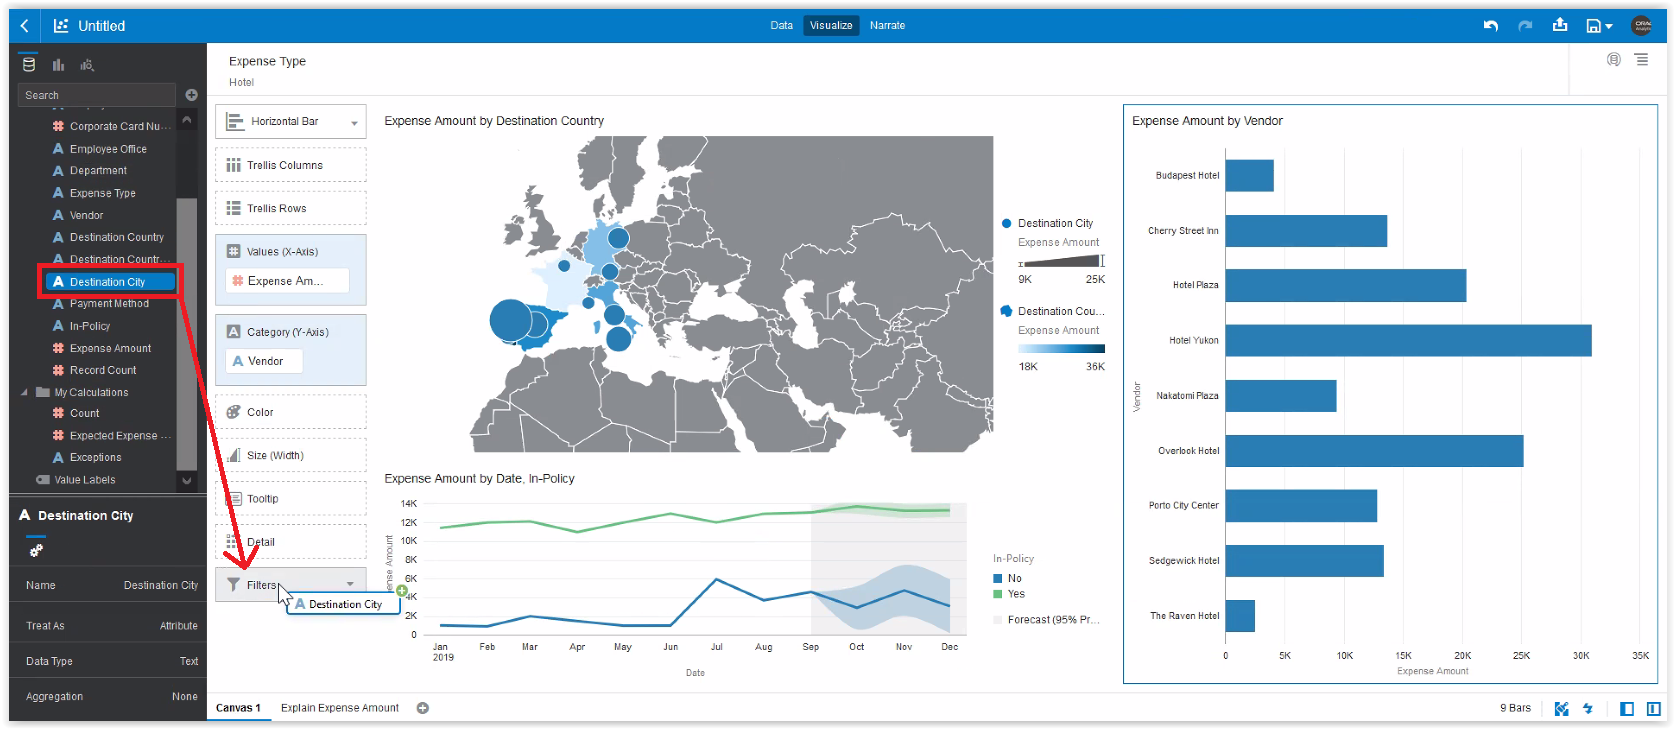 Untitled
Data
Visualize
Narrate
Search
Corporate Card Nu...
Employee Office
Department
Expense Type
Vendor
Destination Country
Destination Countr...
Destination City
Payment Method
In-Policy
Expense Amount
Record Count
My Calculations
Count
Expected Expense ...
Exceptions
Value Labels
Destination City
Name
Destination City
Treat As
Attribute
Data Type
Text
Aggregation
None
Expense Type
Hotel
Horizontal Bar
Trellis Columns
Trellis Rows
Values (X-Axis)
Expense Am...
Category (Y-Axis)
Vendor
Color
Size (Width)
Tooltip
Detail
Filters
Destination City
Expense Amount by Destination Country
Destination City
Expense Amount
9K
25K
Destination Cou...
Expense Amount
18K
36K
Expense Amount by Date, In-Policy
14K
12K
10K
8K
6K
4K
2K
0
Jan
2019
Feb
Mar
Apr
May
Jun
Jul
Aug
Sep
Oct
Nov
Dec
Date
In-Policy
No
Yes
Forecast (95% Pr...
Expense Amount by Vendor
Vendor
Budapest Hotel
Cherry Street Inn
Hotel Plaza
Hotel Yukon
Nakatomi Plaza
Overlook Hotel
Porto City Center
Sedgewick Hotel
The Raven Hotel
0
5K
10K
15K
20K
25K
30K
35K
Expense Amount
Canvas 1
Explain Expense Amount
9 Bars